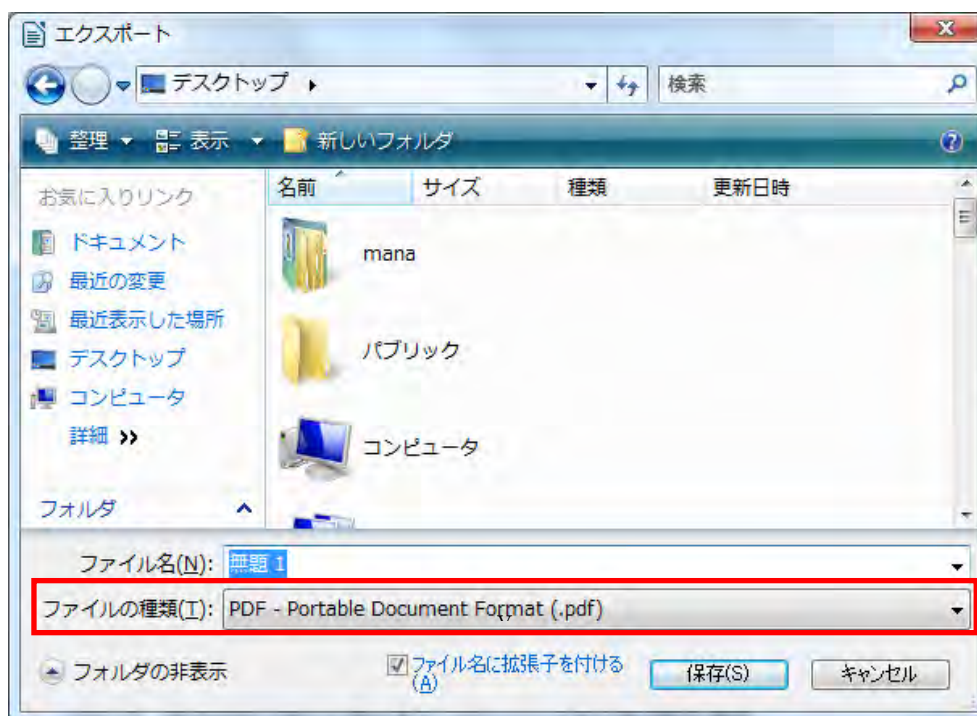 エクスポート
デスクトップ
検索
整理 表示 新しいフォルダ
お気に入りリンク
ドキュメント
最近の変更
最近表示した場所
デスクトップ
コンピュータ
詳細 »
フォルダ
名前 サイズ 種類 更新日時
mana
パブリック
コンピュータ
ファイル名(N): 無題 1
ファイルの種類(T): PDF - Portable Document Format (.pdf)
フォルダの非表示
ファイル名に拡張子を付ける
(A)
保存(S)
キャンセル